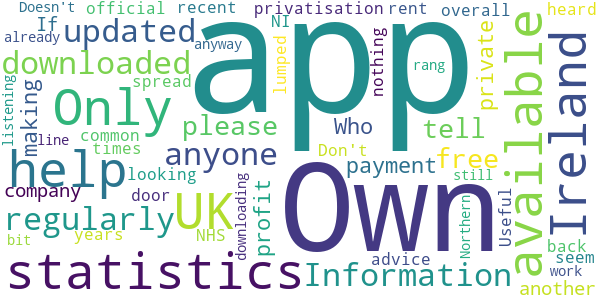 Doesn't official recent privatisation rent overall heard
If updated NI
already anyway
app
downloaded lumped nothing rang private
spread
listening making Only please Who tell
line common
times
help anyone Don't payment free
looking
company door
UK
regularly profit downloading NHS
bit years
statistics Information advice
Own
Northern still Useful
available Ireland
back seem
work
another